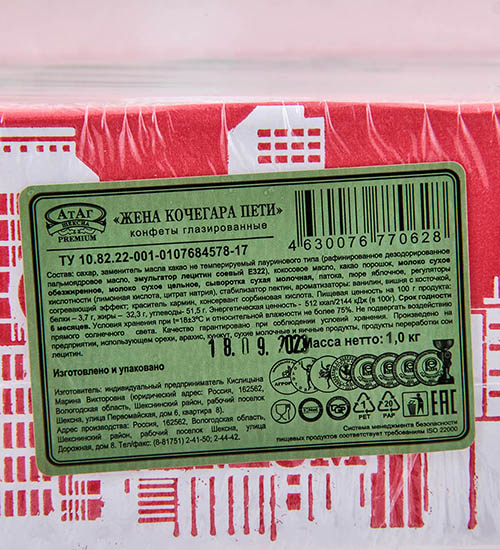 АтАг
ШЕКСНА
PREMIUM
«ЖЕНА КОЧЕГАРА ПЕТИ»
конфеты глазированные
ТУ 10.82.22-001-0107684578-17
4 630076 770628
Состав: сахар, заменитель масла какао не темперируемый лауринового типа (рафинированное дезодорированное
пальмоядровое масло, эмульгатор лецитин соевый Е322), кокосовое масло, какао порошок, молоко сухое
обезжиренное, молоко сухое цельное, сыворотка сухая молочная, патока, пюре яблочное, регуляторы
кислотности (лимонная кислота, цитрат натрия), стабилизатор пектин, ароматизаторы: ванилин, вишня с косточкой,
согревающий эффект; краситель кармин, консервант сорбиновая кислота. Пищевая ценность на 100 г продукта:
белки – 3,7 г, жиры – 32,3 г, углеводы- 51,5 г. Энергетическая ценность - 512 ккал/2144 кДж (в 100г). Срок годности
6 месяцев. Условия хранения при t=18±3ºС и относительной влажности не более 75%. Не подвергать воздействию
прямого солнечного света. Качество гарантировано при соблюдении условий хранения. Произведено на
предприятии, использующем орехи, арахис, кунжут, сухие молочные и яичные продукты, продукты переработки сои
лецитин.
18 09 2023
Масса нетто: 1,0 кг
Изготовлено и упаковано
Изготовитель: индивидуальный предприниматель Кислицына
Марина Викторовна (юридический адрес: Россия, 162562,
Вологодская область, Шекснинский район, рабочий поселок
Шексна, улица Первомайская, дом 6, квартира 8).
Адрес производства: Россия, 162562, Вологодская область,
Шекснинский район, рабочий поселок Шексна, улица
Дорожная, дом 8. Тел/Факс: (8-81751) 2-41-50; 2-44-42.
1
PET
20
PAP
EAC
Система менеджмента безопасности
пищевых продуктов соответствует требованиям ISO 22000